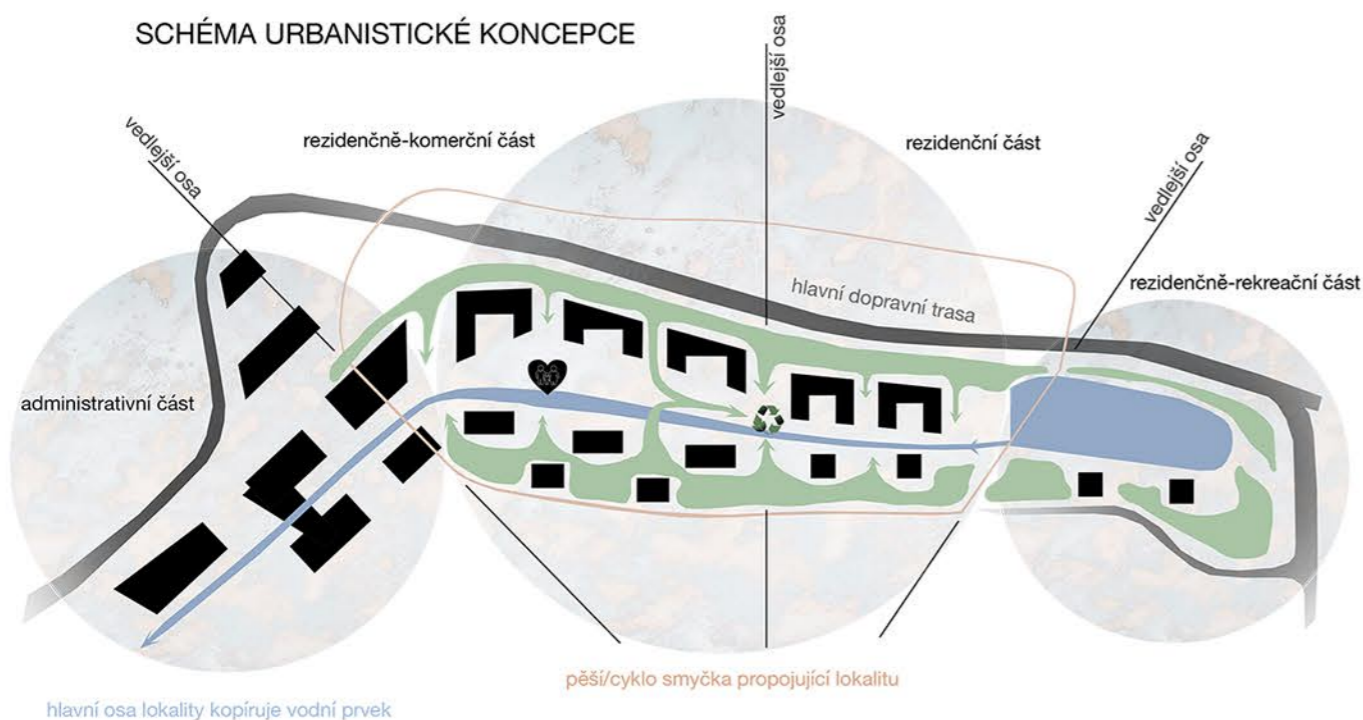 SCHÉMA URBANISTICKÉ KONCEPCE
vedlejší osa
vedlejší osa
rezidenčně-komerční část
rezidenční část
vedlejší osa
hlavní dopravní trasa
rezidenčně-rekreační část
administrativní část
pěší/cyklo smyčka propojující lokalitu
hlavní osa lokality kopíruje vodní prvek